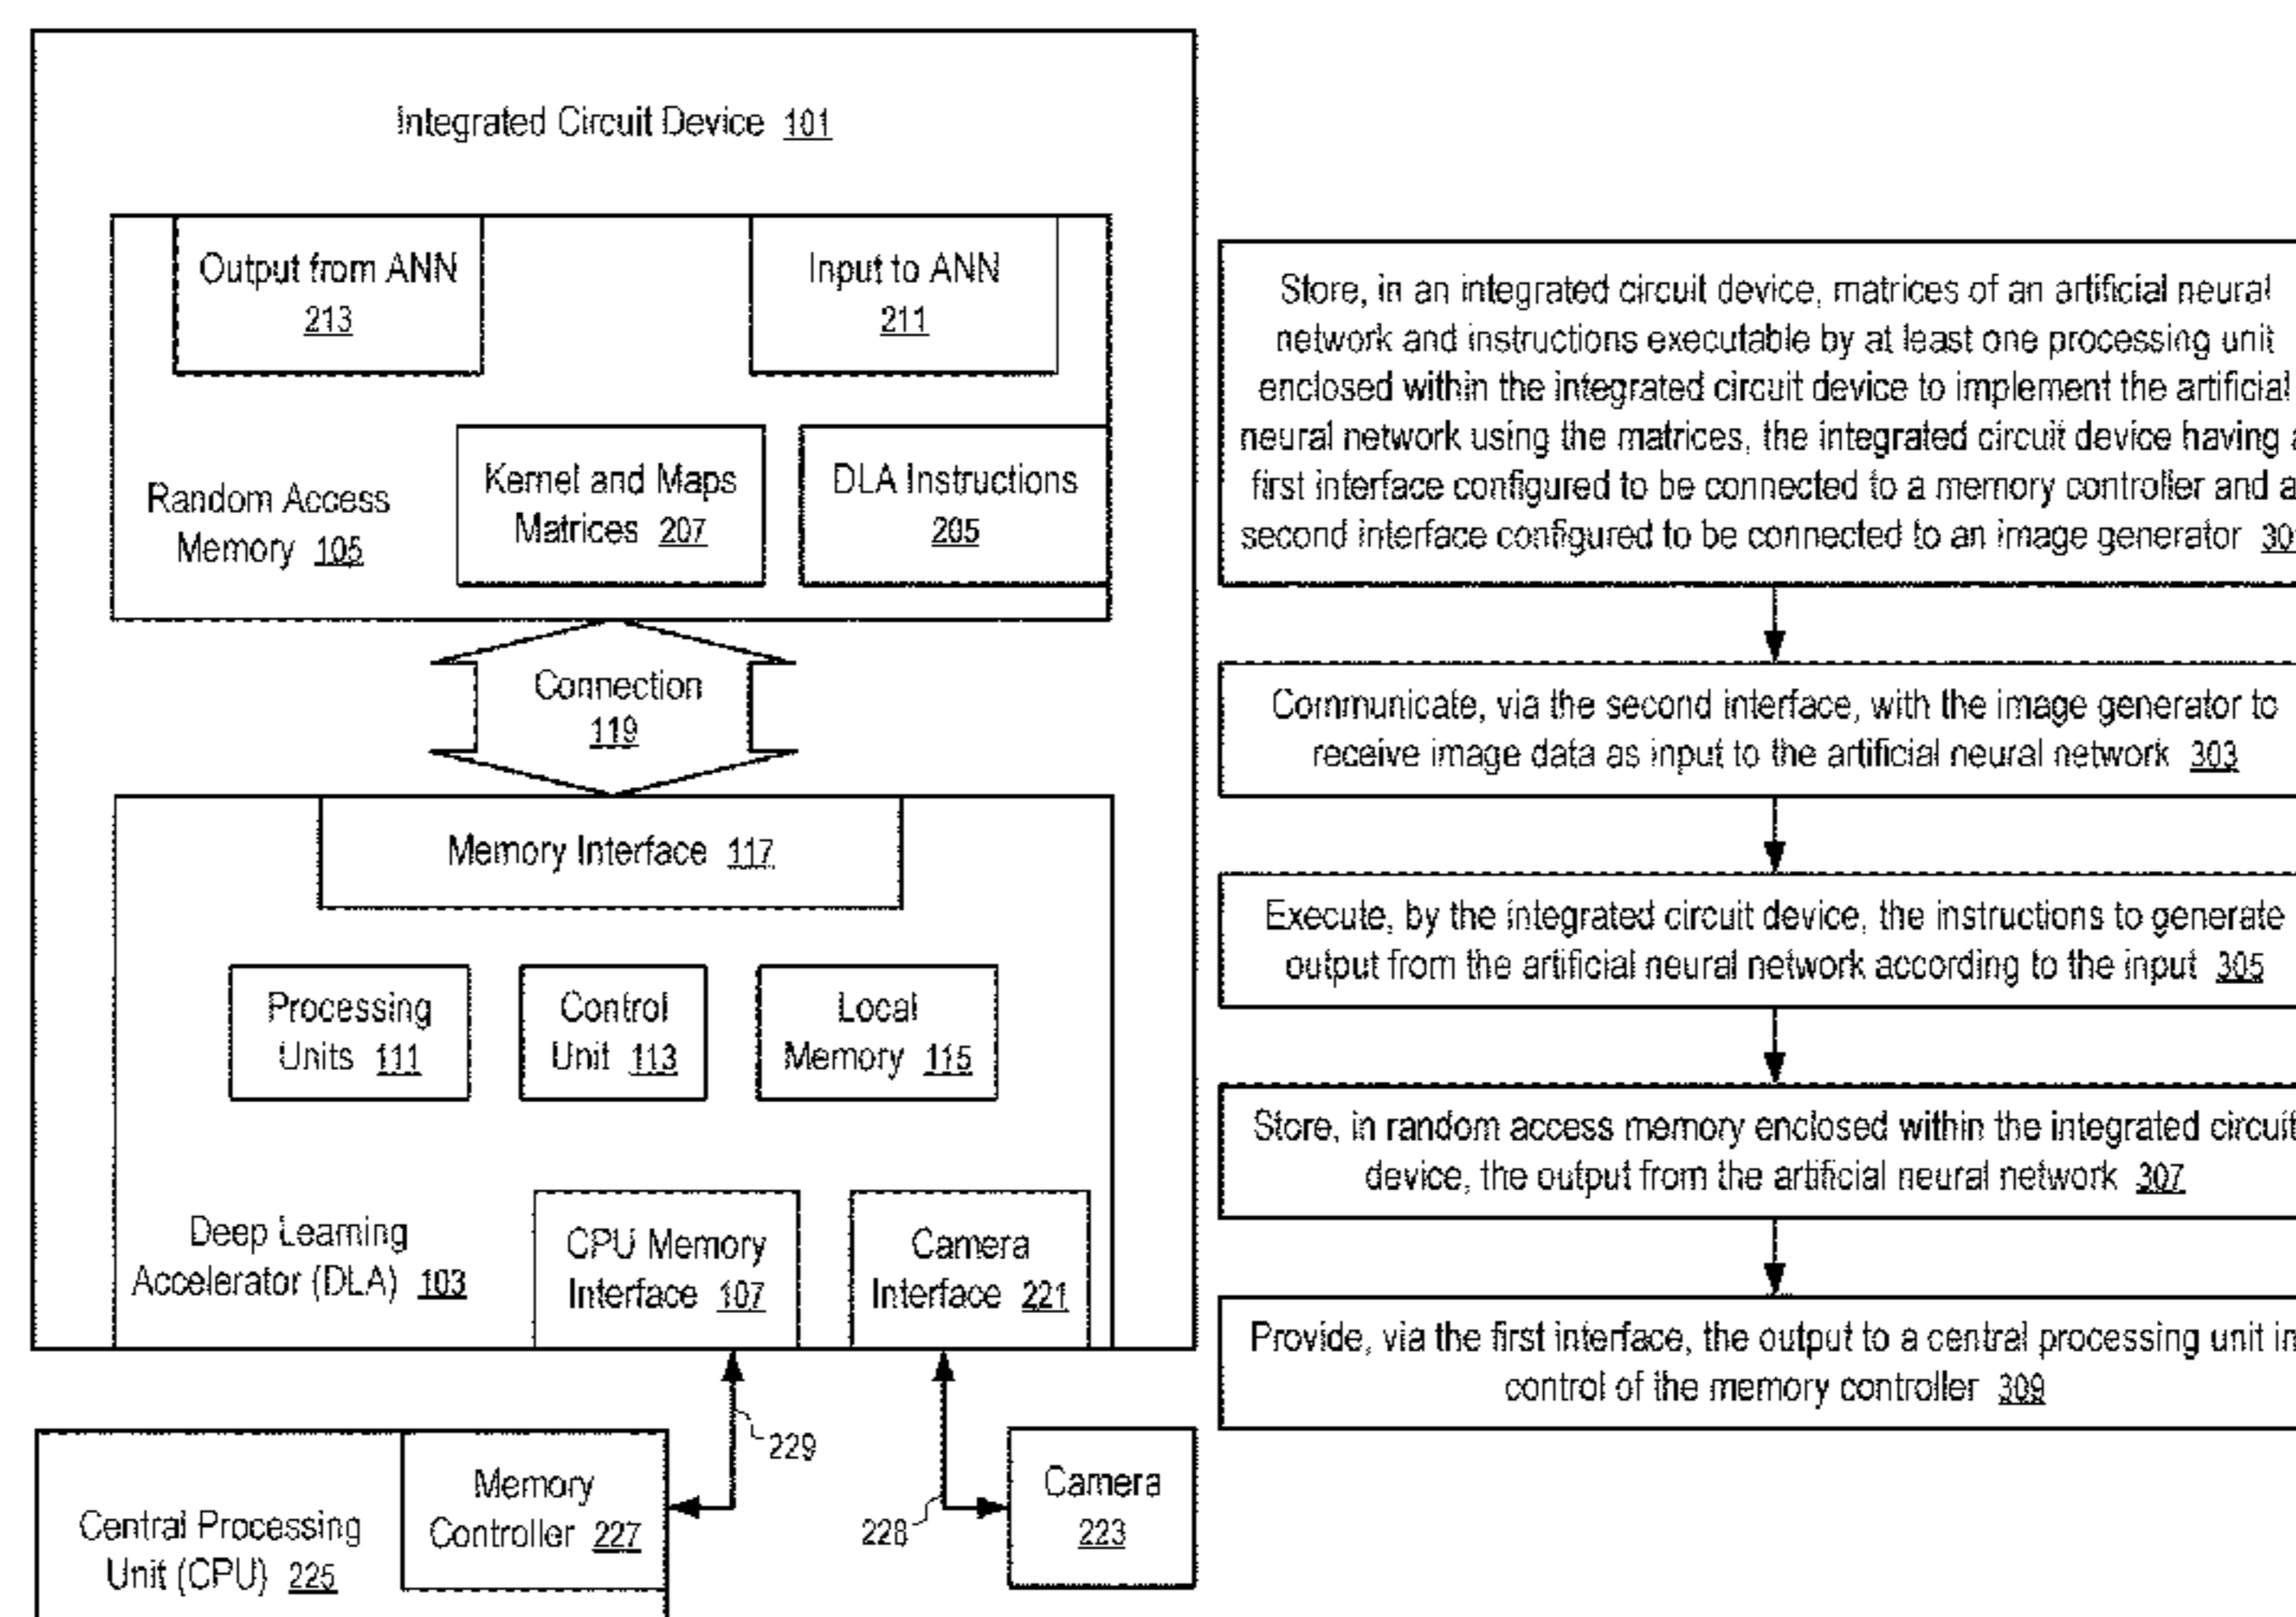 Integrated Circuit Device 101
Output from ANN
213
Input to ANN
211
Random Access
Memory 105
Kernel and Maps
Matrices 207
DLA Instructions
205
Connection
119
Memory Interface 117
Processing
Units 111
Control
Unit 113
Local
Memory 115
Deep Learning
Accelerator (DLA) 103
CPU Memory
Interface 107
Camera
Interface 221
229
228
Central Processing
Unit (CPU) 225
Memory
Controller 227
Camera
223
Store, in an integrated circuit device, matrices of an artificial neural
network and instructions executable by at least one processing unit
enclosed within the integrated circuit device to implement the artificial
neural network using the matrices, the integrated circuit device having a
first interface configured to be connected to a memory controller and a
second interface configured to be connected to an image generator
Communicate, via the second interface, with the image generator to
receive image data as input to the artificial neural network 303
Execute, by the integrated circuit device, the instructions to generate
output from the artificial neural network according to the input 305
Store, in random access memory enclosed within the integrated circuit
device, the output from the artificial neural network 307
Provide, via the first interface, the output to a central processing unit in
control of the memory controller 309